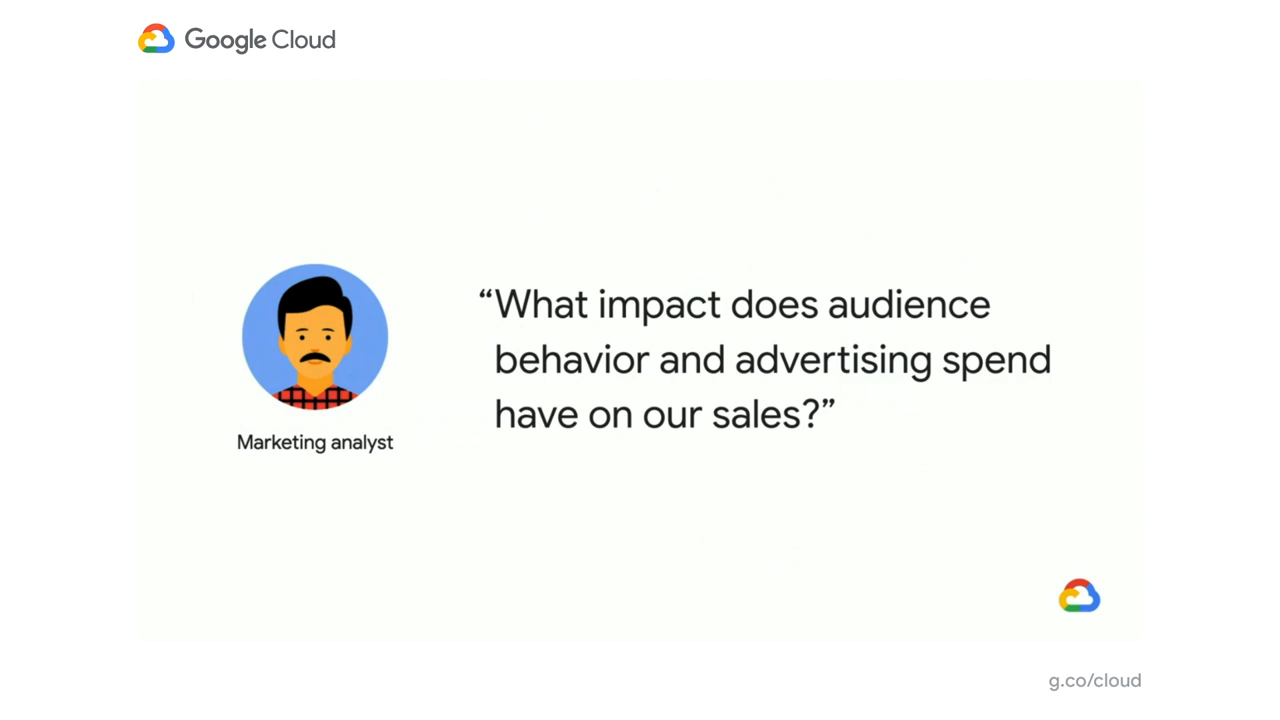 Google Cloud
“What impact does audience
behavior and advertising spend
have on our sales?”
Marketing analyst
g.co/cloud